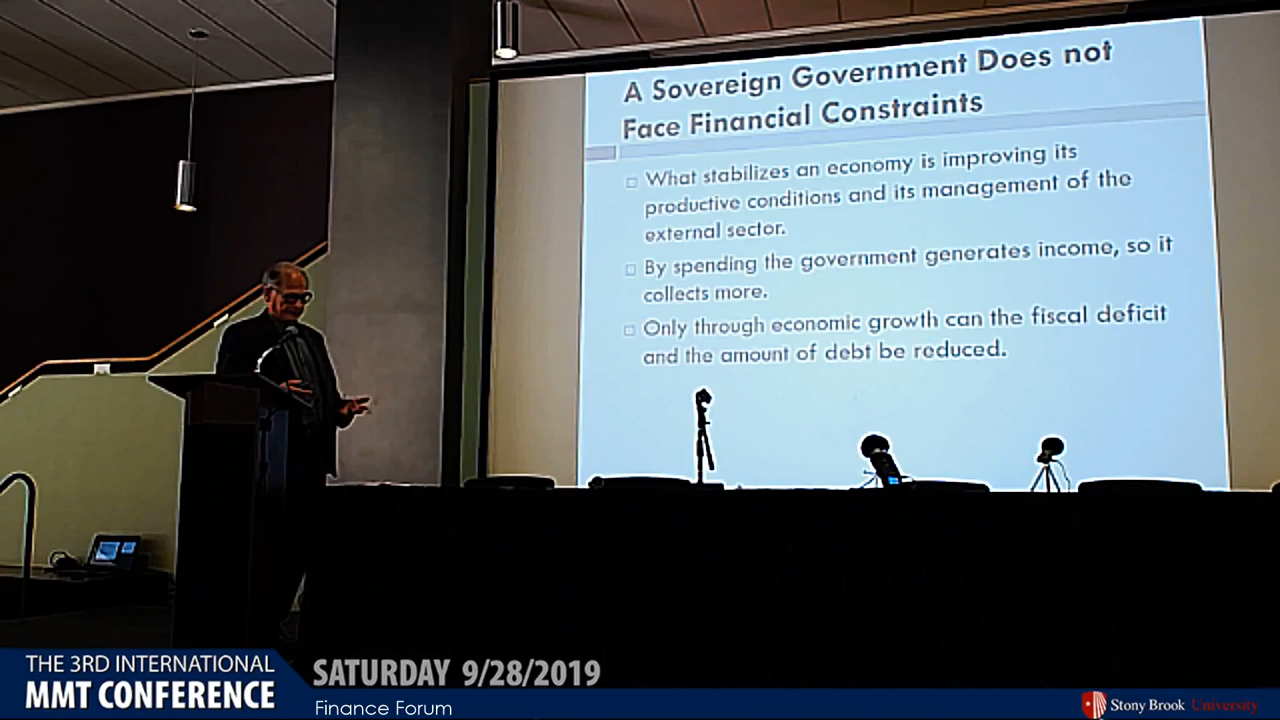 A Sovereign Government Does not
Face Financial Constraints
What stabilizes an economy is improving its
productive conditions and its management of the
external sector.
By spending the government generates income, so it
collects more.
Only through economic growth can the fiscal deficit
and the amount of debt be reduced.
THE 3RD INTERNATIONAL
MMT CONFERENCE
SATURDAY 9/28/2019
Finance Forum
Stony Brook University